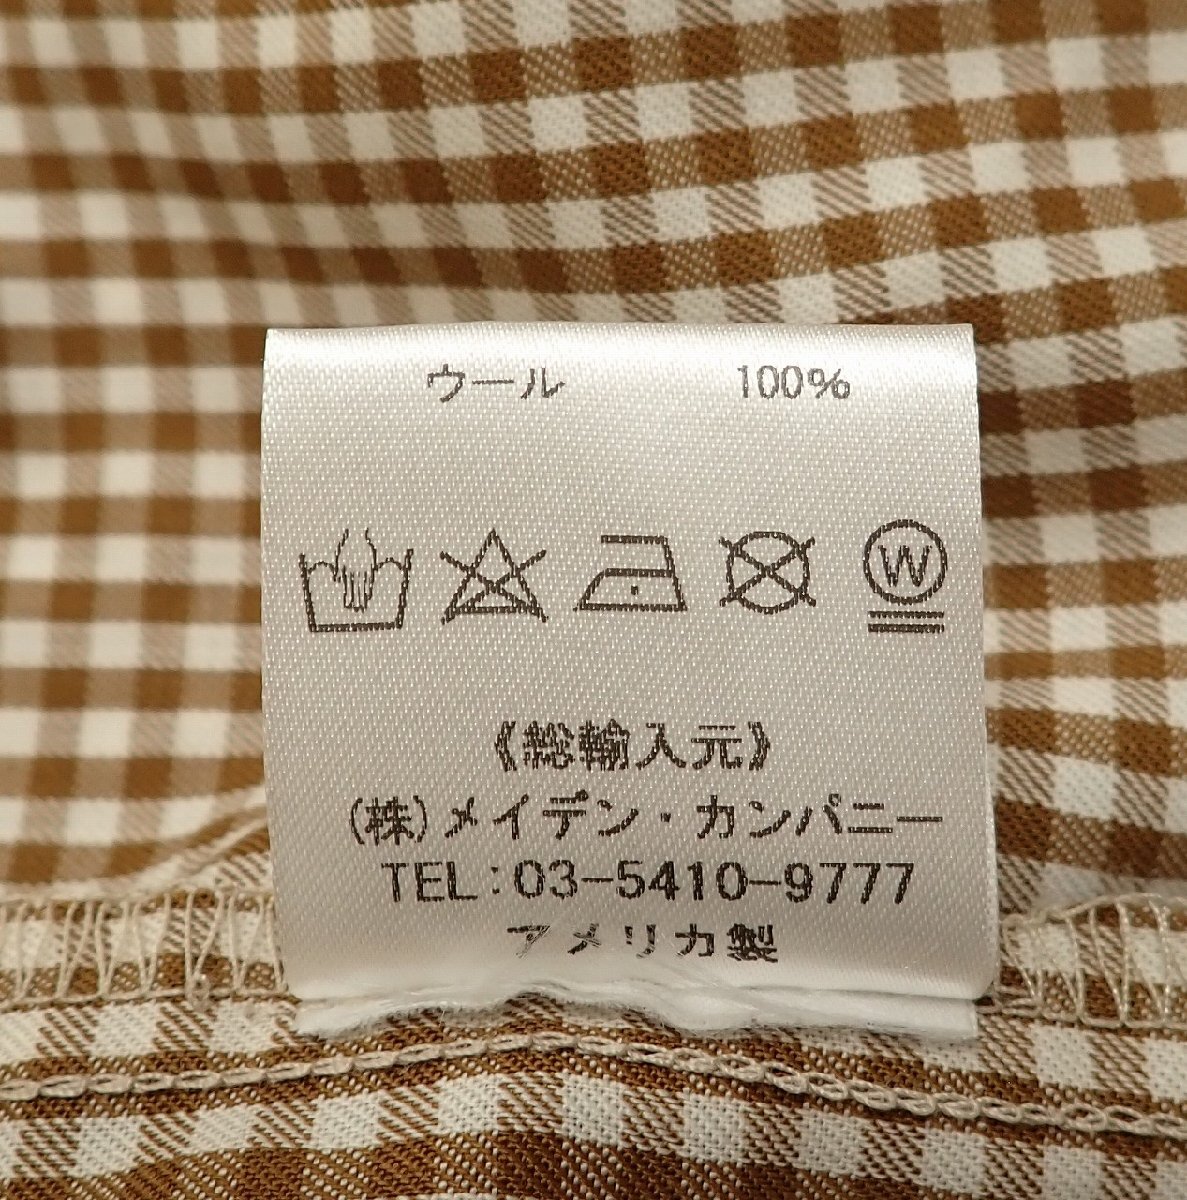 ウール 100%
W
《総輸入元》
(株)メイデン・カンパニー
TEL:03-5410-9777
アメリカ製